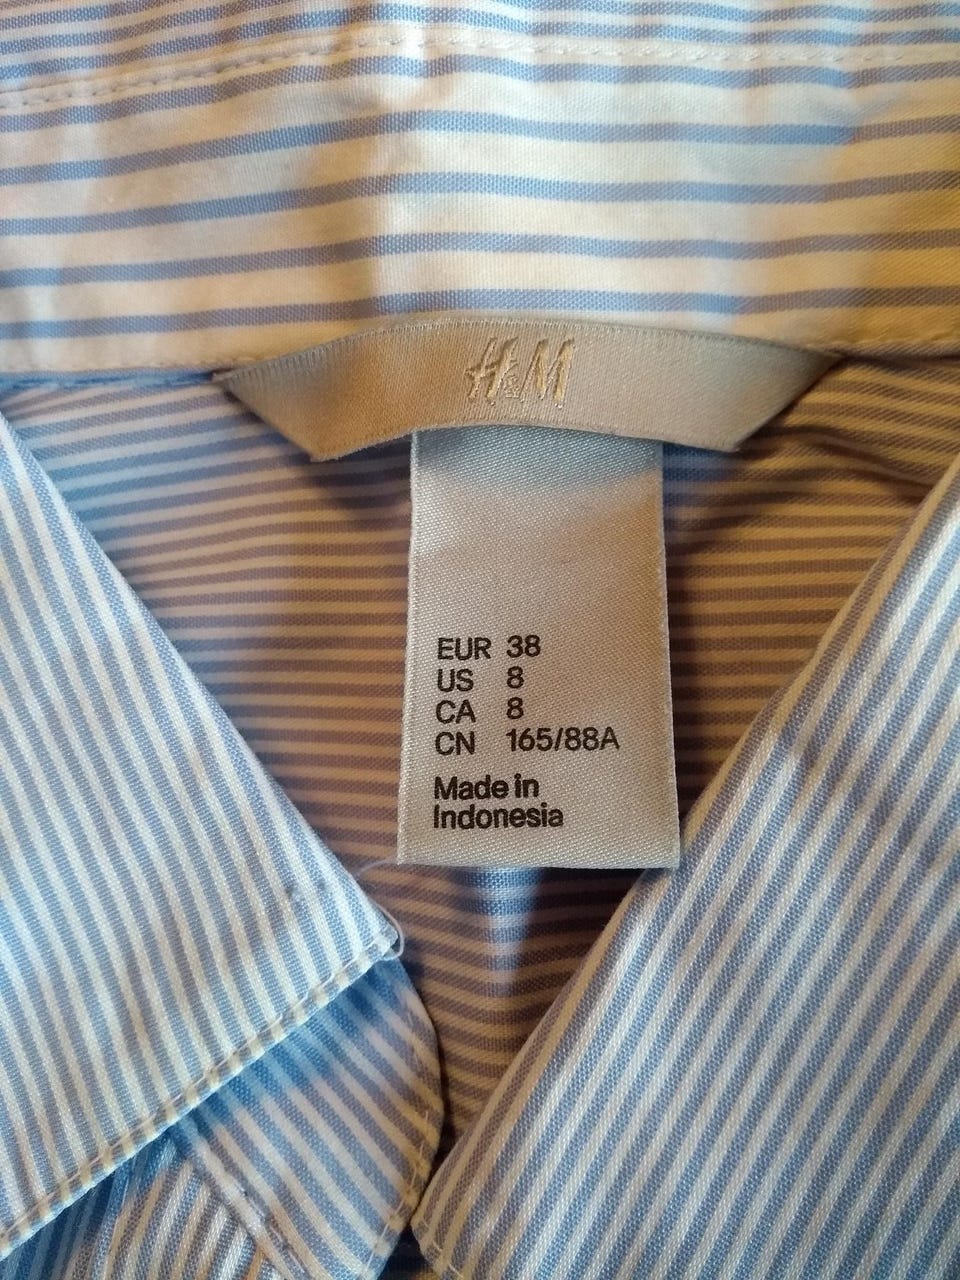 H&M
EUR 38
US 8
CA 8
CN 165/88A
Made in
Indonesia